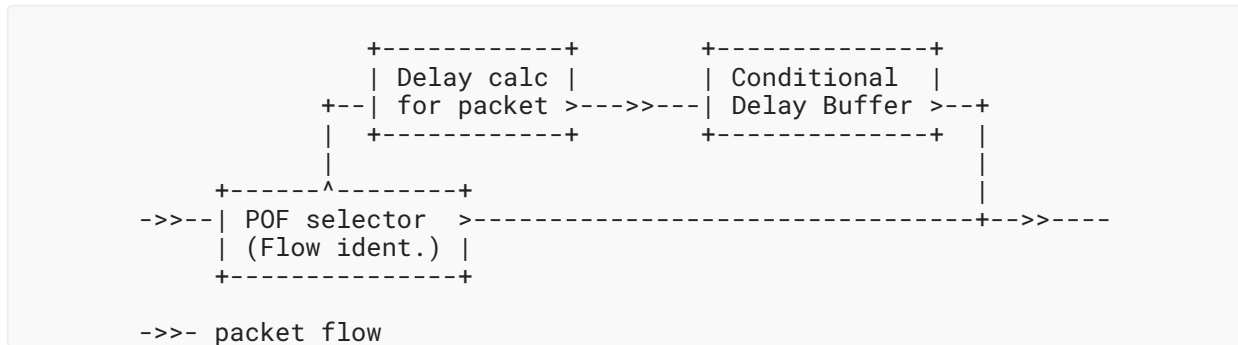 +------------+         +--------------+
                   | Delay calc |         | Conditional  |
                +--| for packet >--->>---| Delay Buffer >--+
                |  +------------+         +--------------+  |
                |                                           |
         +------^--------+                                  |
    ->>--| POF selector  >----------------------------------+-->>----
         | (Flow ident.) |
         +---------------+

    ->>- packet flow